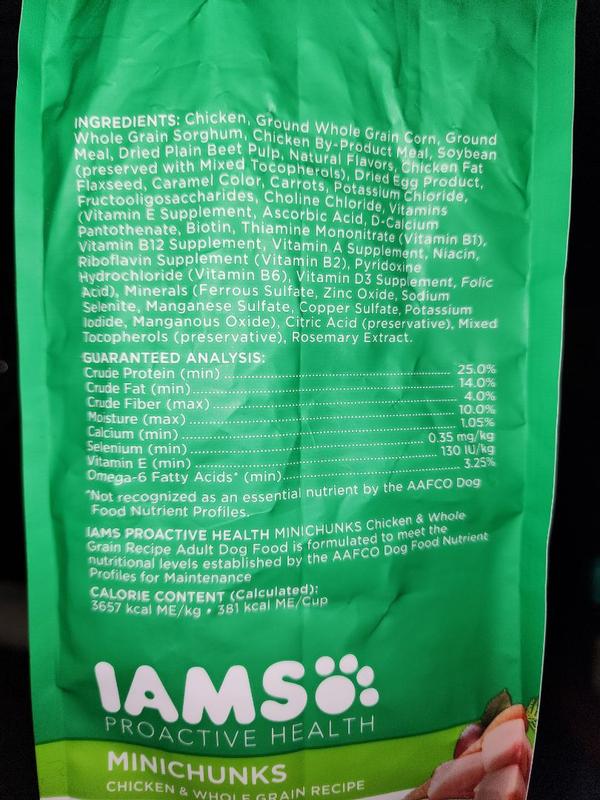 INGREDIENTS: Chicken, Ground Whole Grain Corn, Ground
Whole Grain Sorghum, Chicken By-Product Meal, Soybean
Meal, Dried Plain Beet Pulp, Natural Flavors, Chicken Fat
(preserved with Mixed Tocopherols), Dried Egg Product,
Flaxseed, Caramel Color, Carrots, Potassium Chloride,
Fructooligosaccharides, Choline Chloride, Vitamins
(Vitamin E Supplement, Ascorbic Acid, D-Calcium
Pantothenate, Biotin, Thiamine Mononitrate (Vitamin B1),
Vitamin B12 Supplement, Vitamin A Supplement, Niacin,
Riboflavin Supplement (Vitamin B2), Pyridoxine
Hydrochloride (Vitamin B6), Vitamin D3 Supplement, Folic
Acid), Minerals (Ferrous Sulfate, Zinc Oxide, Sodium
Selenite, Manganese Sulfate, Copper Sulfate, Potassium
Iodide, Manganous Oxide), Citric Acid (preservative), Mixed
Tocopherols (preservative), Rosemary Extract.
GUARANTEED ANALYSIS:
Crude Protein (min) 25.0%
Crude Fat (min) 14.0%
Crude Fiber (max) 4.0%
Moisture (max) 10.0%
Calcium (min) 1.05%
Selenium (min) 0.35 mg/kg
Vitamin E (min) 130 IU/kg
Omega-6 Fatty Acids* (min) 3.25%
*Not recognized as an essential nutrient by the AAFCO Dog
Food Nutrient Profiles.
IAMS PROACTIVE HEALTH MINICHUNKS Chicken & Whole
Grain Recipe Adult Dog Food is formulated to meet the
nutritional levels established by the AAFCO Dog Food Nutrient
Profiles for Maintenance
CALORIE CONTENT (Calculated):
3657 kcal ME/kg • 381 kcal ME/Cup
IAMS
PROACTIVE HEALTH
MINICHUNKS
CHICKEN & WHOLE GRAIN RECIPE